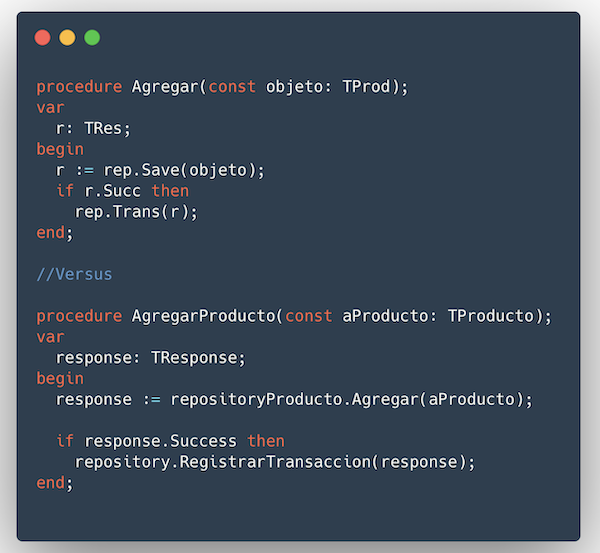 procedure Agregar(const objeto: TProd);
var
  r: TRes;
begin
  r := rep.Save(objeto);
  if r.Succ then
    rep.Trans(r);
end;

//Versus

procedure AgregarProducto(const aProducto: TProducto);
var
  response: TResponse;
begin
  response := repositoryProducto.Agregar(aProducto);

  if response.Success then
    repository.RegistrarTransaccion(response);
end;